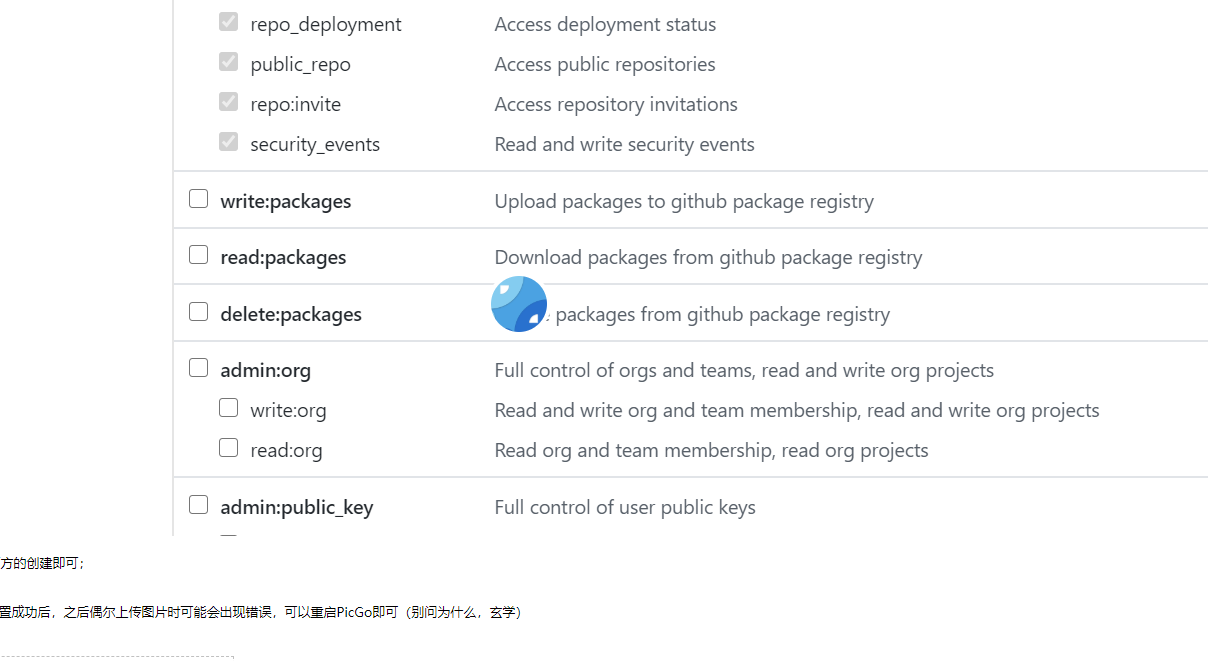 repo_deployment Access deployment status
public_repo Access public repositories
repo:invite Access repository invitations
security_events Read and write security events
write:packages Upload packages to github package registry
read:packages Download packages from github package registry
delete:packages packages from github package registry
admin:org Full control of orgs and teams, read and write org projects
write:org Read and write org and team membership, read and write org projects
read:org Read org and team membership, read org projects
admin:public_key Full control of user public keys
方的创建即可；
置成功后，之后偶尔上传图片时可能会出现错误，可以重启PicGo即可（别问为什么，玄学）